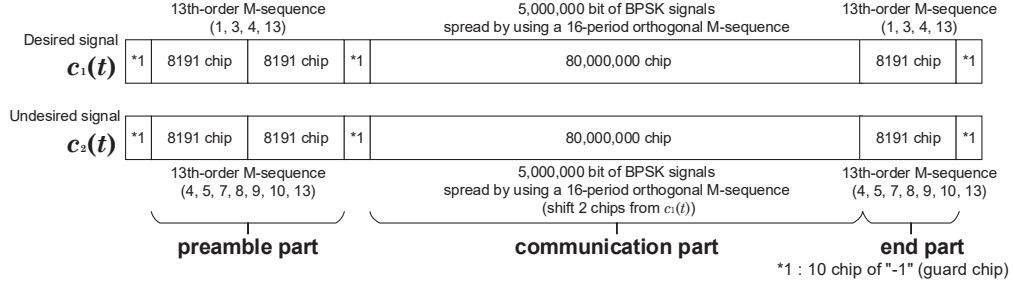 13th-order M-sequence
(1, 3, 4, 13)
5,000,000 bit of BPSK signals
spread by using a 16-period orthogonal M-sequence
13th-order M-sequence
(1, 3, 4, 13)
Desired signal
c₁(t)
*1
8191 chip
8191 chip
*1
80,000,000 chip
8191 chip
*1
Undesired signal
c₂(t)
*1
8191 chip
8191 chip
*1
80,000,000 chip
8191 chip
*1
13th-order M-sequence
(4, 5, 7, 8, 9, 10, 13)
5,000,000 bit of BPSK signals
spread by using a 16-period orthogonal M-sequence
(shift 2 chips from c₁(t))
13th-order M-sequence
(4, 5, 7, 8, 9, 10, 13)
preamble part
communication part
end part
*1 : 10 chip of "-1" (guard chip)